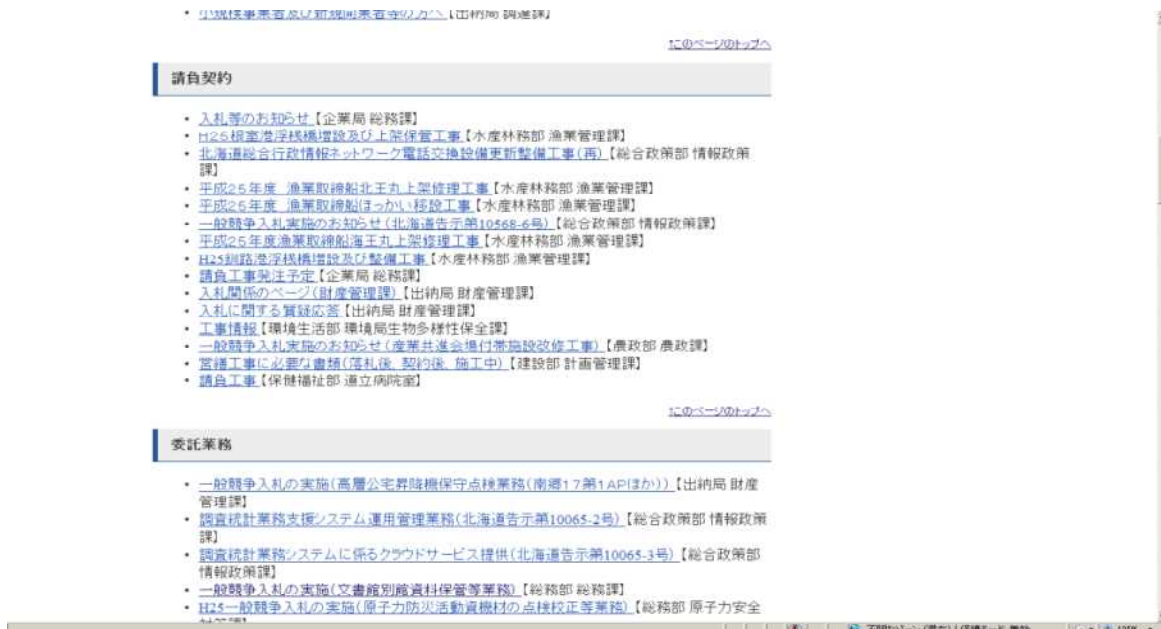 ・ 小規模事業者及び新規開業者等の方へ【出納局 調達課】
↑このページのトップへ
請負契約
・ 入札等のお知らせ【企業局 総務課】
・ H25根室港浮桟橋増設及び上架保管工事【水産林務部 漁業管理課】
・ 北海道総合行政情報ネットワーク電話交換設備更新整備工事(再)【総合政策部 情報政策
課】
・ 平成25年度 漁業取締船北王丸上架修理工事【水産林務部 漁業管理課】
・ 平成25年度 漁業取締船ほっかい移設工事【水産林務部 漁業管理課】
・ 一般競争入札実施のお知らせ(北海道告示第10568-6号)【総合政策部 情報政策課】
・ 平成25年度漁業取締船海王丸上架修理工事【水産林務部 漁業管理課】
・ H25釧路港浮桟橋増設及び整備工事【水産林務部 漁業管理課】
・ 請負工事発注予定【企業局 総務課】
・ 入札関係のページ(財産管理課)【出納局 財産管理課】
・ 入札に関する質疑応答【出納局 財産管理課】
・ 工事情報【環境生活部 環境局生物多様性保全課】
・ 一般競争入札実施のお知らせ(産業共進会場付帯施設改修工事)【農政部 農政課】
・ 営繕工事に必要な書類(落札後、契約後、施工中)【建設部 計画管理課】
・ 請負工事【保健福祉部 道立病院室】
↑このページのトップへ
委託業務
・ 一般競争入札の実施(高層公宅昇降機保守点検業務(南郷17第1APほか))【出納局 財産
管理課】
・ 調査統計業務支援システム運用管理業務(北海道告示第10065-2号)【総合政策部 情報政策
課】
・ 調査統計業務システムに係るクラウドサービス提供(北海道告示第10065-3号)【総合政策部
情報政策課】
・ 一般競争入札の実施(文書館別館資料保管等業務)【総務部 総務課】
・ H25一般競争入札の実施(原子力防災活動資機材の点検校正等業務)【総務部 原子力安全